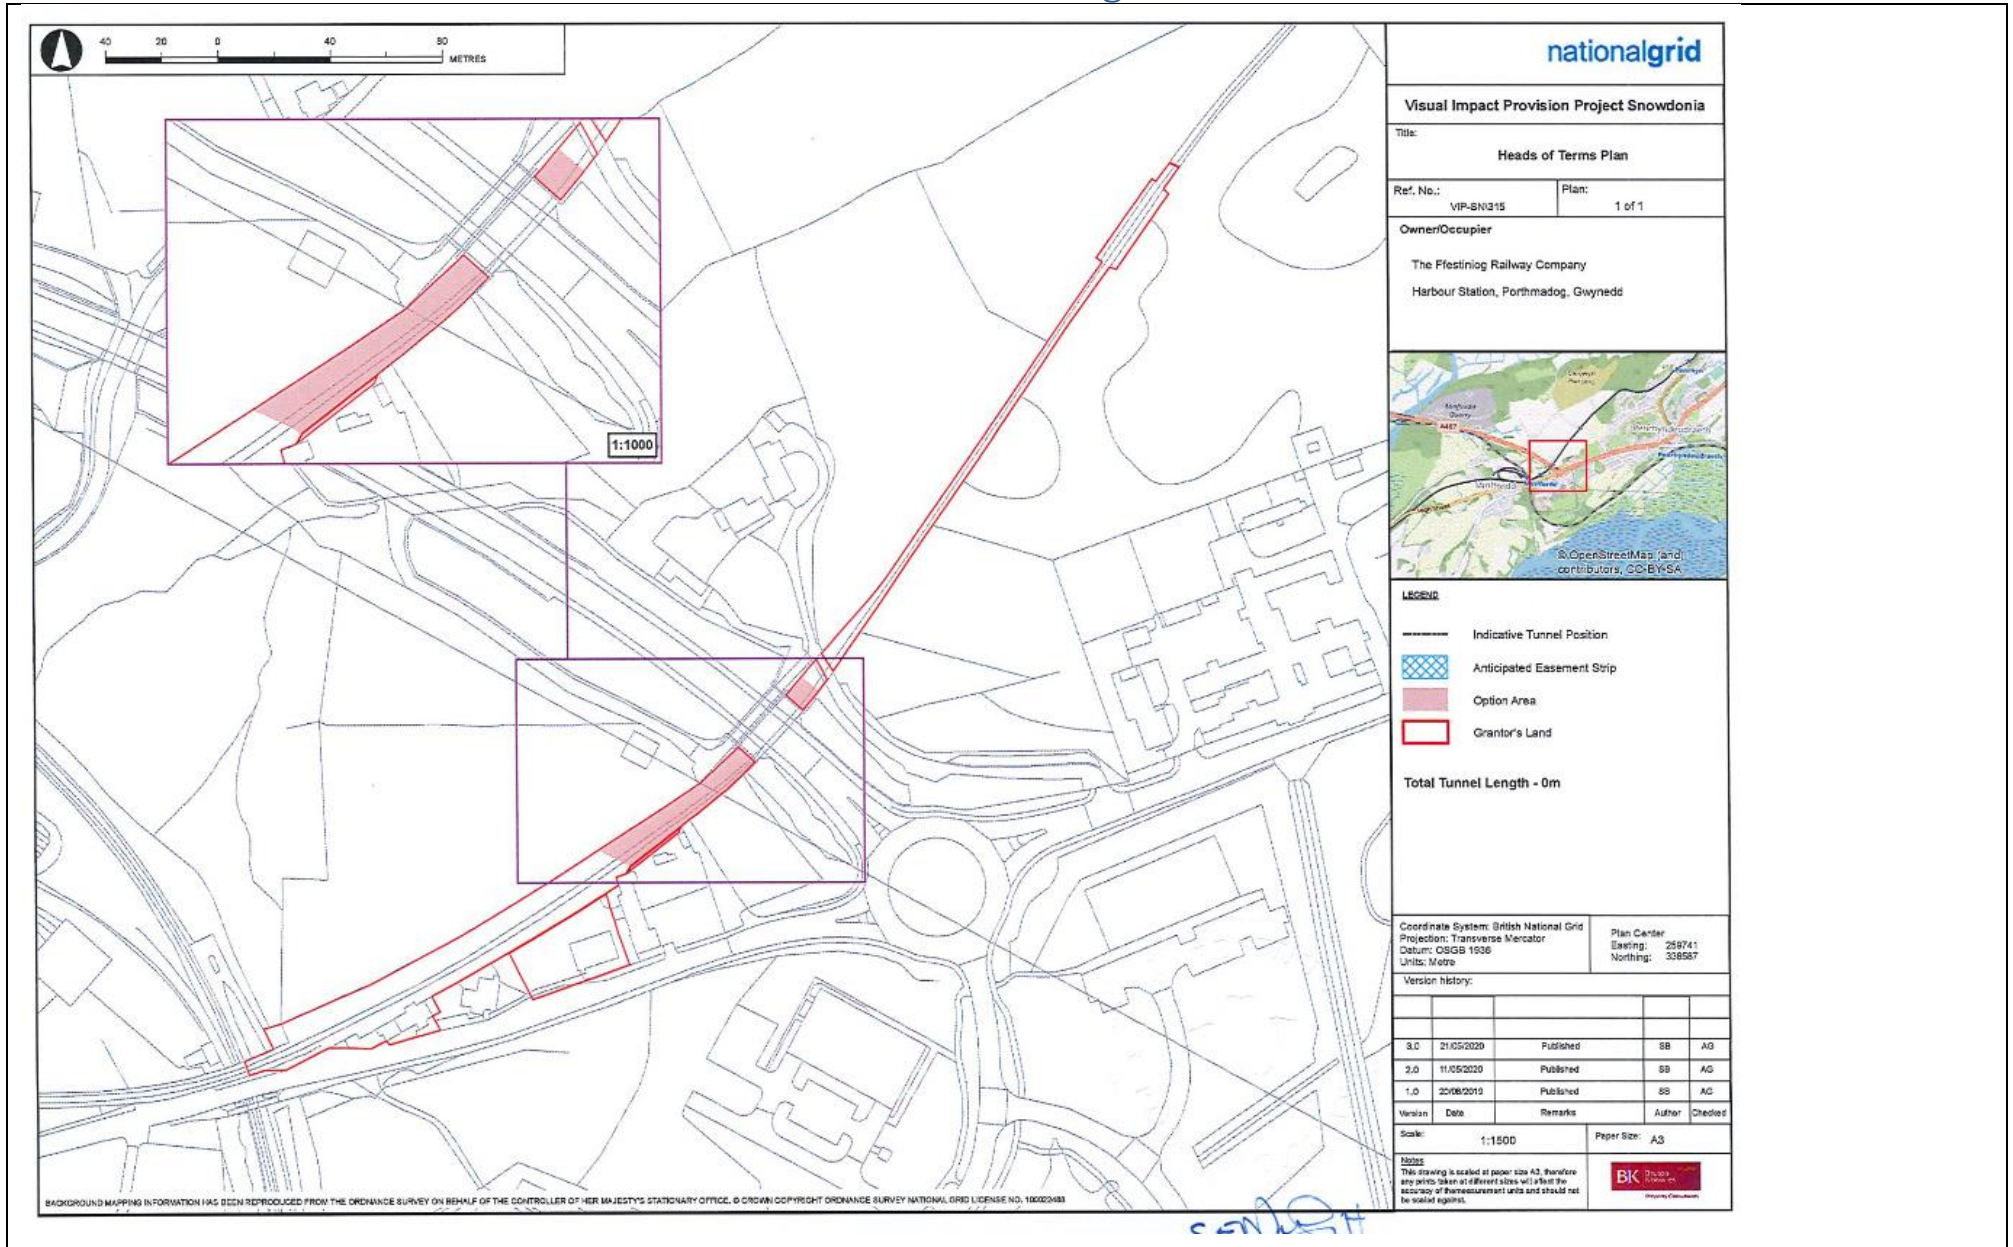 40 20 0 40 80
METRES
1:1000
BACKGROUND MAPPING INFORMATION HAS BEEN REPRODUCED FROM THE ORDNANCE SURVEY ON BEHALF OF THE CONTROLLER OF HER MAJESTY'S STATIONARY OFFICE. © CROWN COPYRIGHT ORDNANCE SURVEY NATIONAL GRID LICENSE NO.
nationalgrid
Visual Impact Provision Project Snowdonia
Title:
Heads of Terms Plan
Ref. No.:
VIP-SN\315
Plan:
1 of 1
Owner/Occupier
The Ffestiniog Railway Company
Harbour Station, Porthmadog, Gwynedd
A487
© OpenStreetMap (and)
contributors, CC-BY-SA
LEGEND
Indicative Tunnel Position
Anticipated Easement Strip
Option Area
Grantor's Land
Total Tunnel Length - 0m
Coordinate System: British National Grid
Projection: Transverse Mercator
Datum: OSGB 1936
Units: Metre
Plan Center
Easting: 259741
Northing: 338587
Version history:
3.0 21/05/2020 Published SB AG
2.0 11/05/2020 Published SB AG
1.0 Published SB AG
Version Date Remarks Author Checked
Scale: 1:1500
Paper Size: A3
Notes
This drawing is scaled at paper size A3, therefore
any prints taken at different sizes will affect the
accuracy of the measurement units and should not
be scaled against.
BK